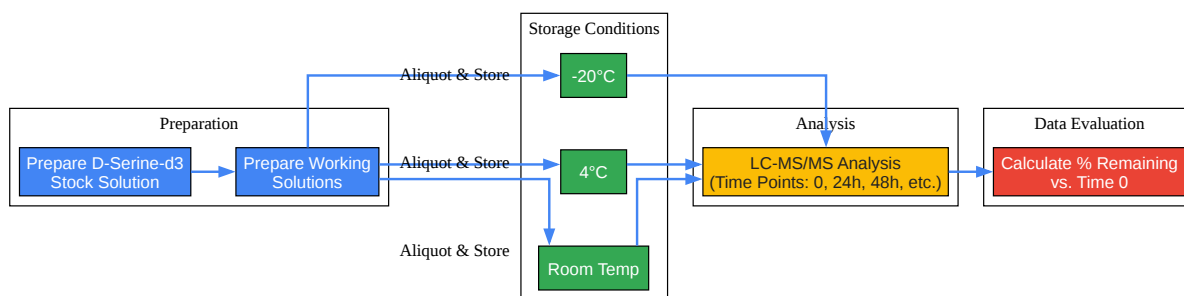 Storage Conditions
Aliquot & Store
-20°C
Preparation
Prepare D-Serine-d3
Stock Solution
Prepare Working
Solutions
Aliquot & Store
4°C
Analysis
LC-MS/MS Analysis
(Time Points: 0, 24h, 48h, etc.)
Data Evaluation
Calculate % Remaining
vs. Time 0
Aliquot & Store
Room Temp